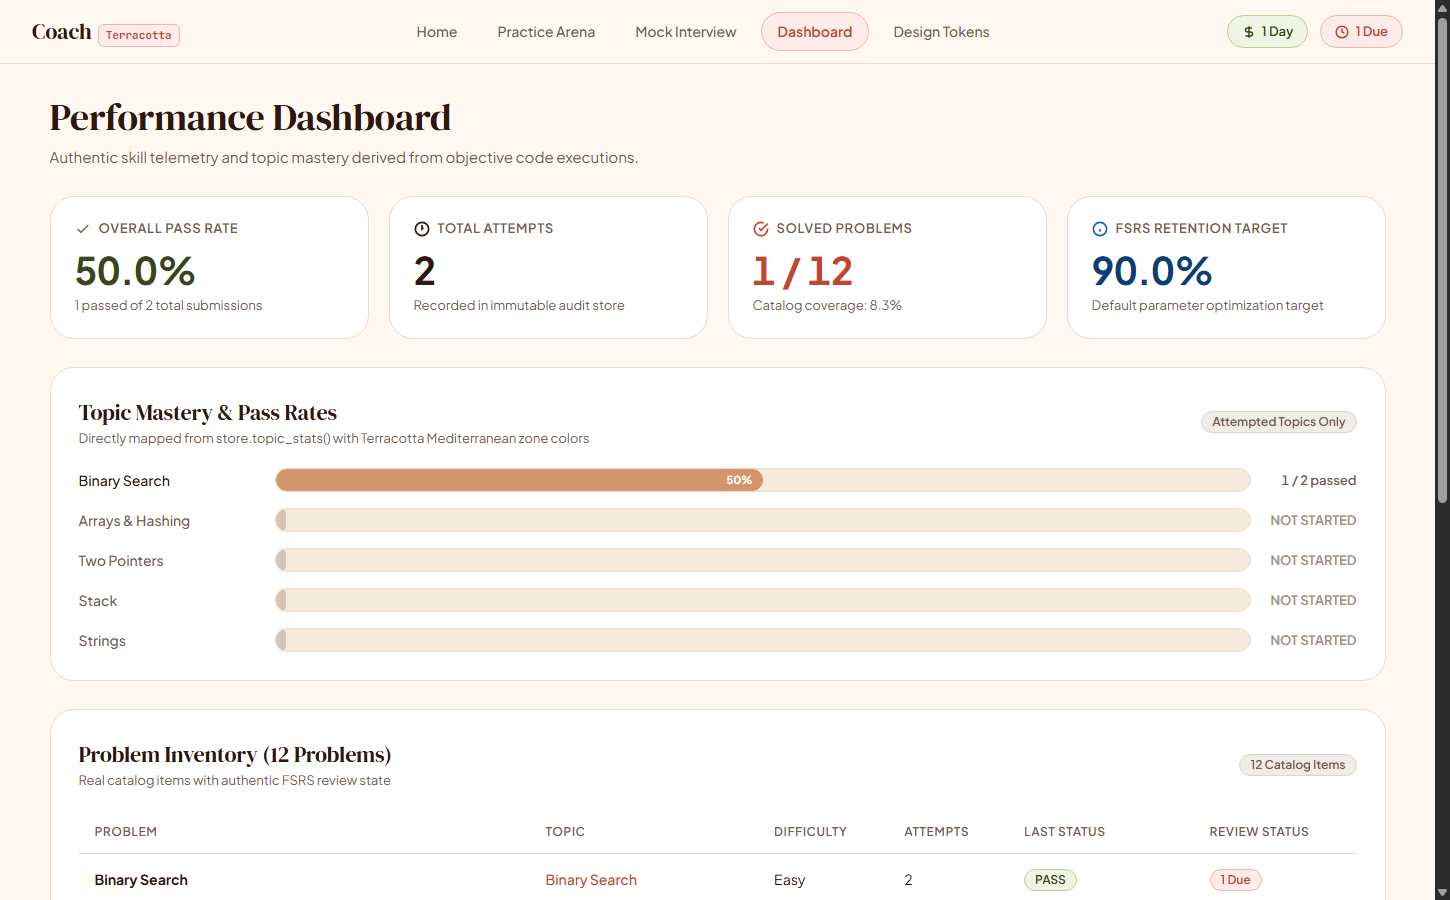 Coach Terracotta Home Practice Arena Mock Interview Dashboard Design Tokens $ 1 Day 1 Due
Performance Dashboard
Authentic skill telemetry and topic mastery derived from objective code executions.
OVERALL PASS RATE
50.0%
1 passed of 2 total submissions
TOTAL ATTEMPTS
2
Recorded in immutable audit store
SOLVED PROBLEMS
1 / 12
Catalog coverage: 8.3%
FSRS RETENTION TARGET
90.0%
Default parameter optimization target
Topic Mastery & Pass Rates
Directly mapped from store.topic_stats() with Terracotta Mediterranean zone colors
Attempted Topics Only
Binary Search 50% 1 / 2 passed
Arrays & Hashing NOT STARTED
Two Pointers NOT STARTED
Stack NOT STARTED
Strings NOT STARTED
Problem Inventory (12 Problems)
Real catalog items with authentic FSRS review state
12 Catalog Items
PROBLEM TOPIC DIFFICULTY ATTEMPTS LAST STATUS REVIEW STATUS
Binary Search Binary Search Easy 2 PASS 1 Due